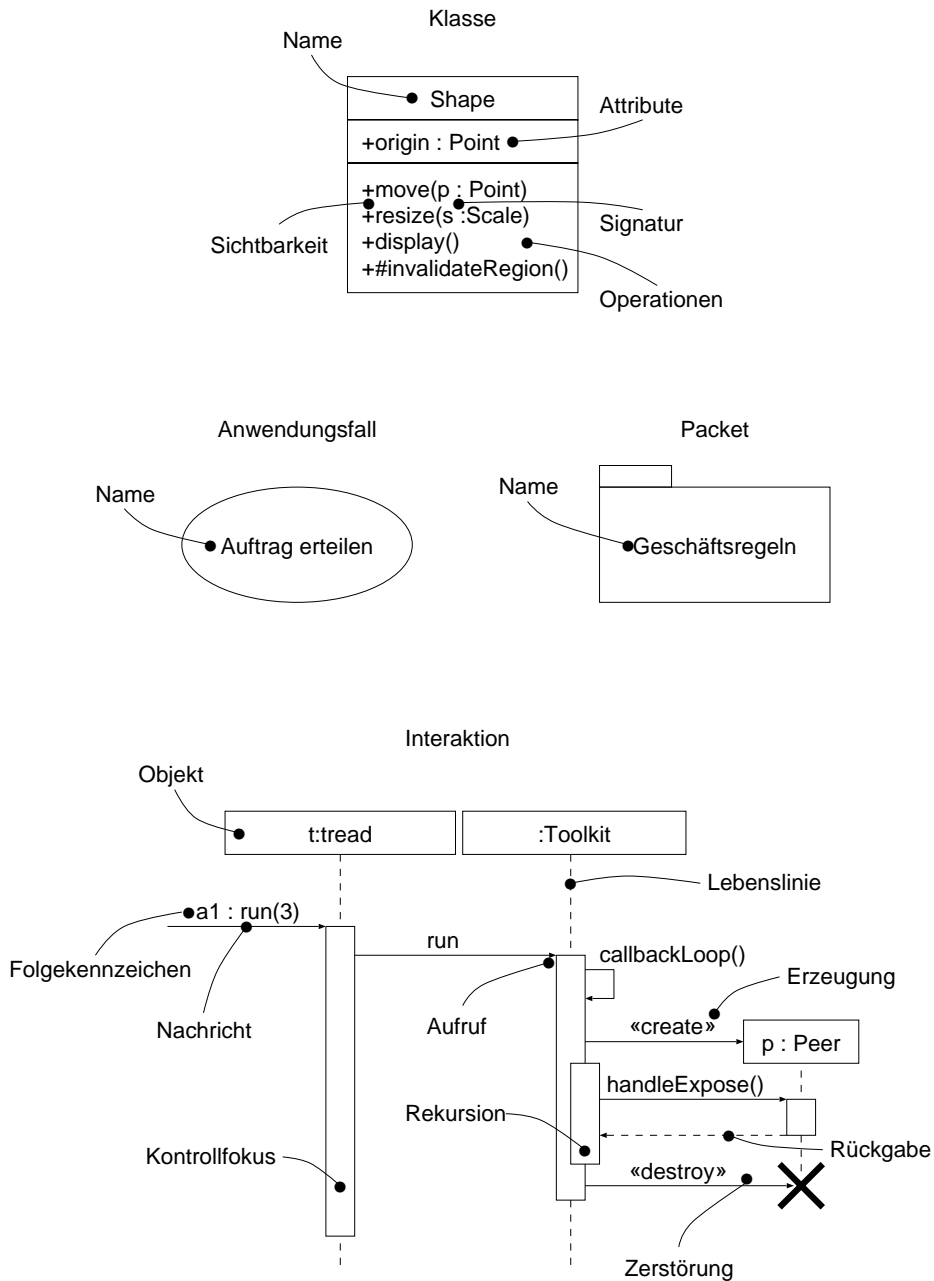 Klasse
Name
Shape
Attribute
+origin : Point
+move(p : Point)
+resize(s :Scale)
Signatur
Sichtbarkeit
+display()
+#invalidateRegion()
Operationen
Anwendungsfall
Packet
Name
Name
Auftrag erteilen
Geschäftsregeln
Interaktion
Objekt
t:tread
:Toolkit
Lebenslinie
a1 : run(3)
run
callbackLoop()
Folgekennzeichen
Erzeugung
Nachricht
Aufruf
«create»
p : Peer
handleExpose()
Rekursion
Kontrollfokus
Rückgabe
«destroy»
Zerstörung